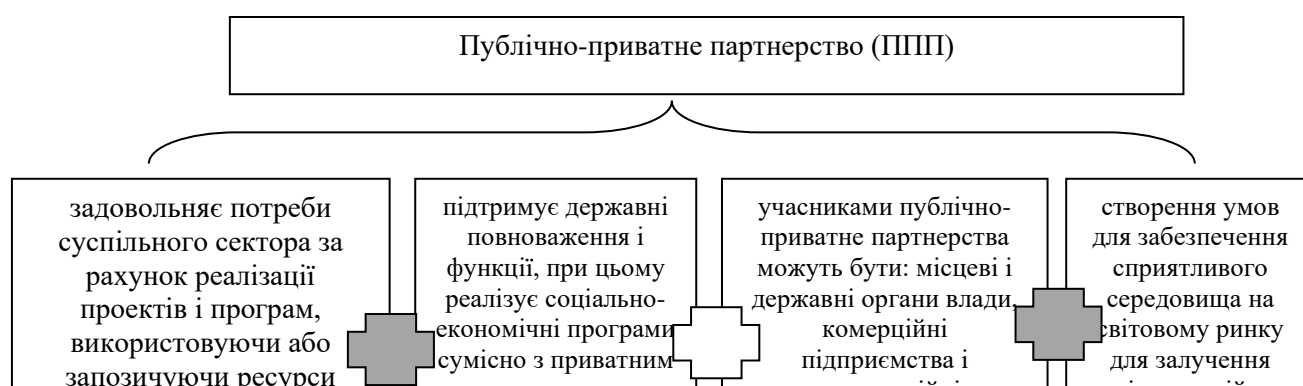 Публічно-приватне партнерство (ППП)
задовольняє потреби
суспільного сектора за
рахунок реалізації
проектів і програм,
використовуючи або
запозичуючи ресурси
підтримує державні
повноваження і
функції, при цьому
реалізує соціально-
економічні програми
сумісно з приватним
учасниками публічно-
приватне партнерства
можуть бути: місцеві і
державні органи влади,
комерційні
підприємства і
створення умов
для забезпечення
сприятливого
середовища на
світовому ринку
для залучення